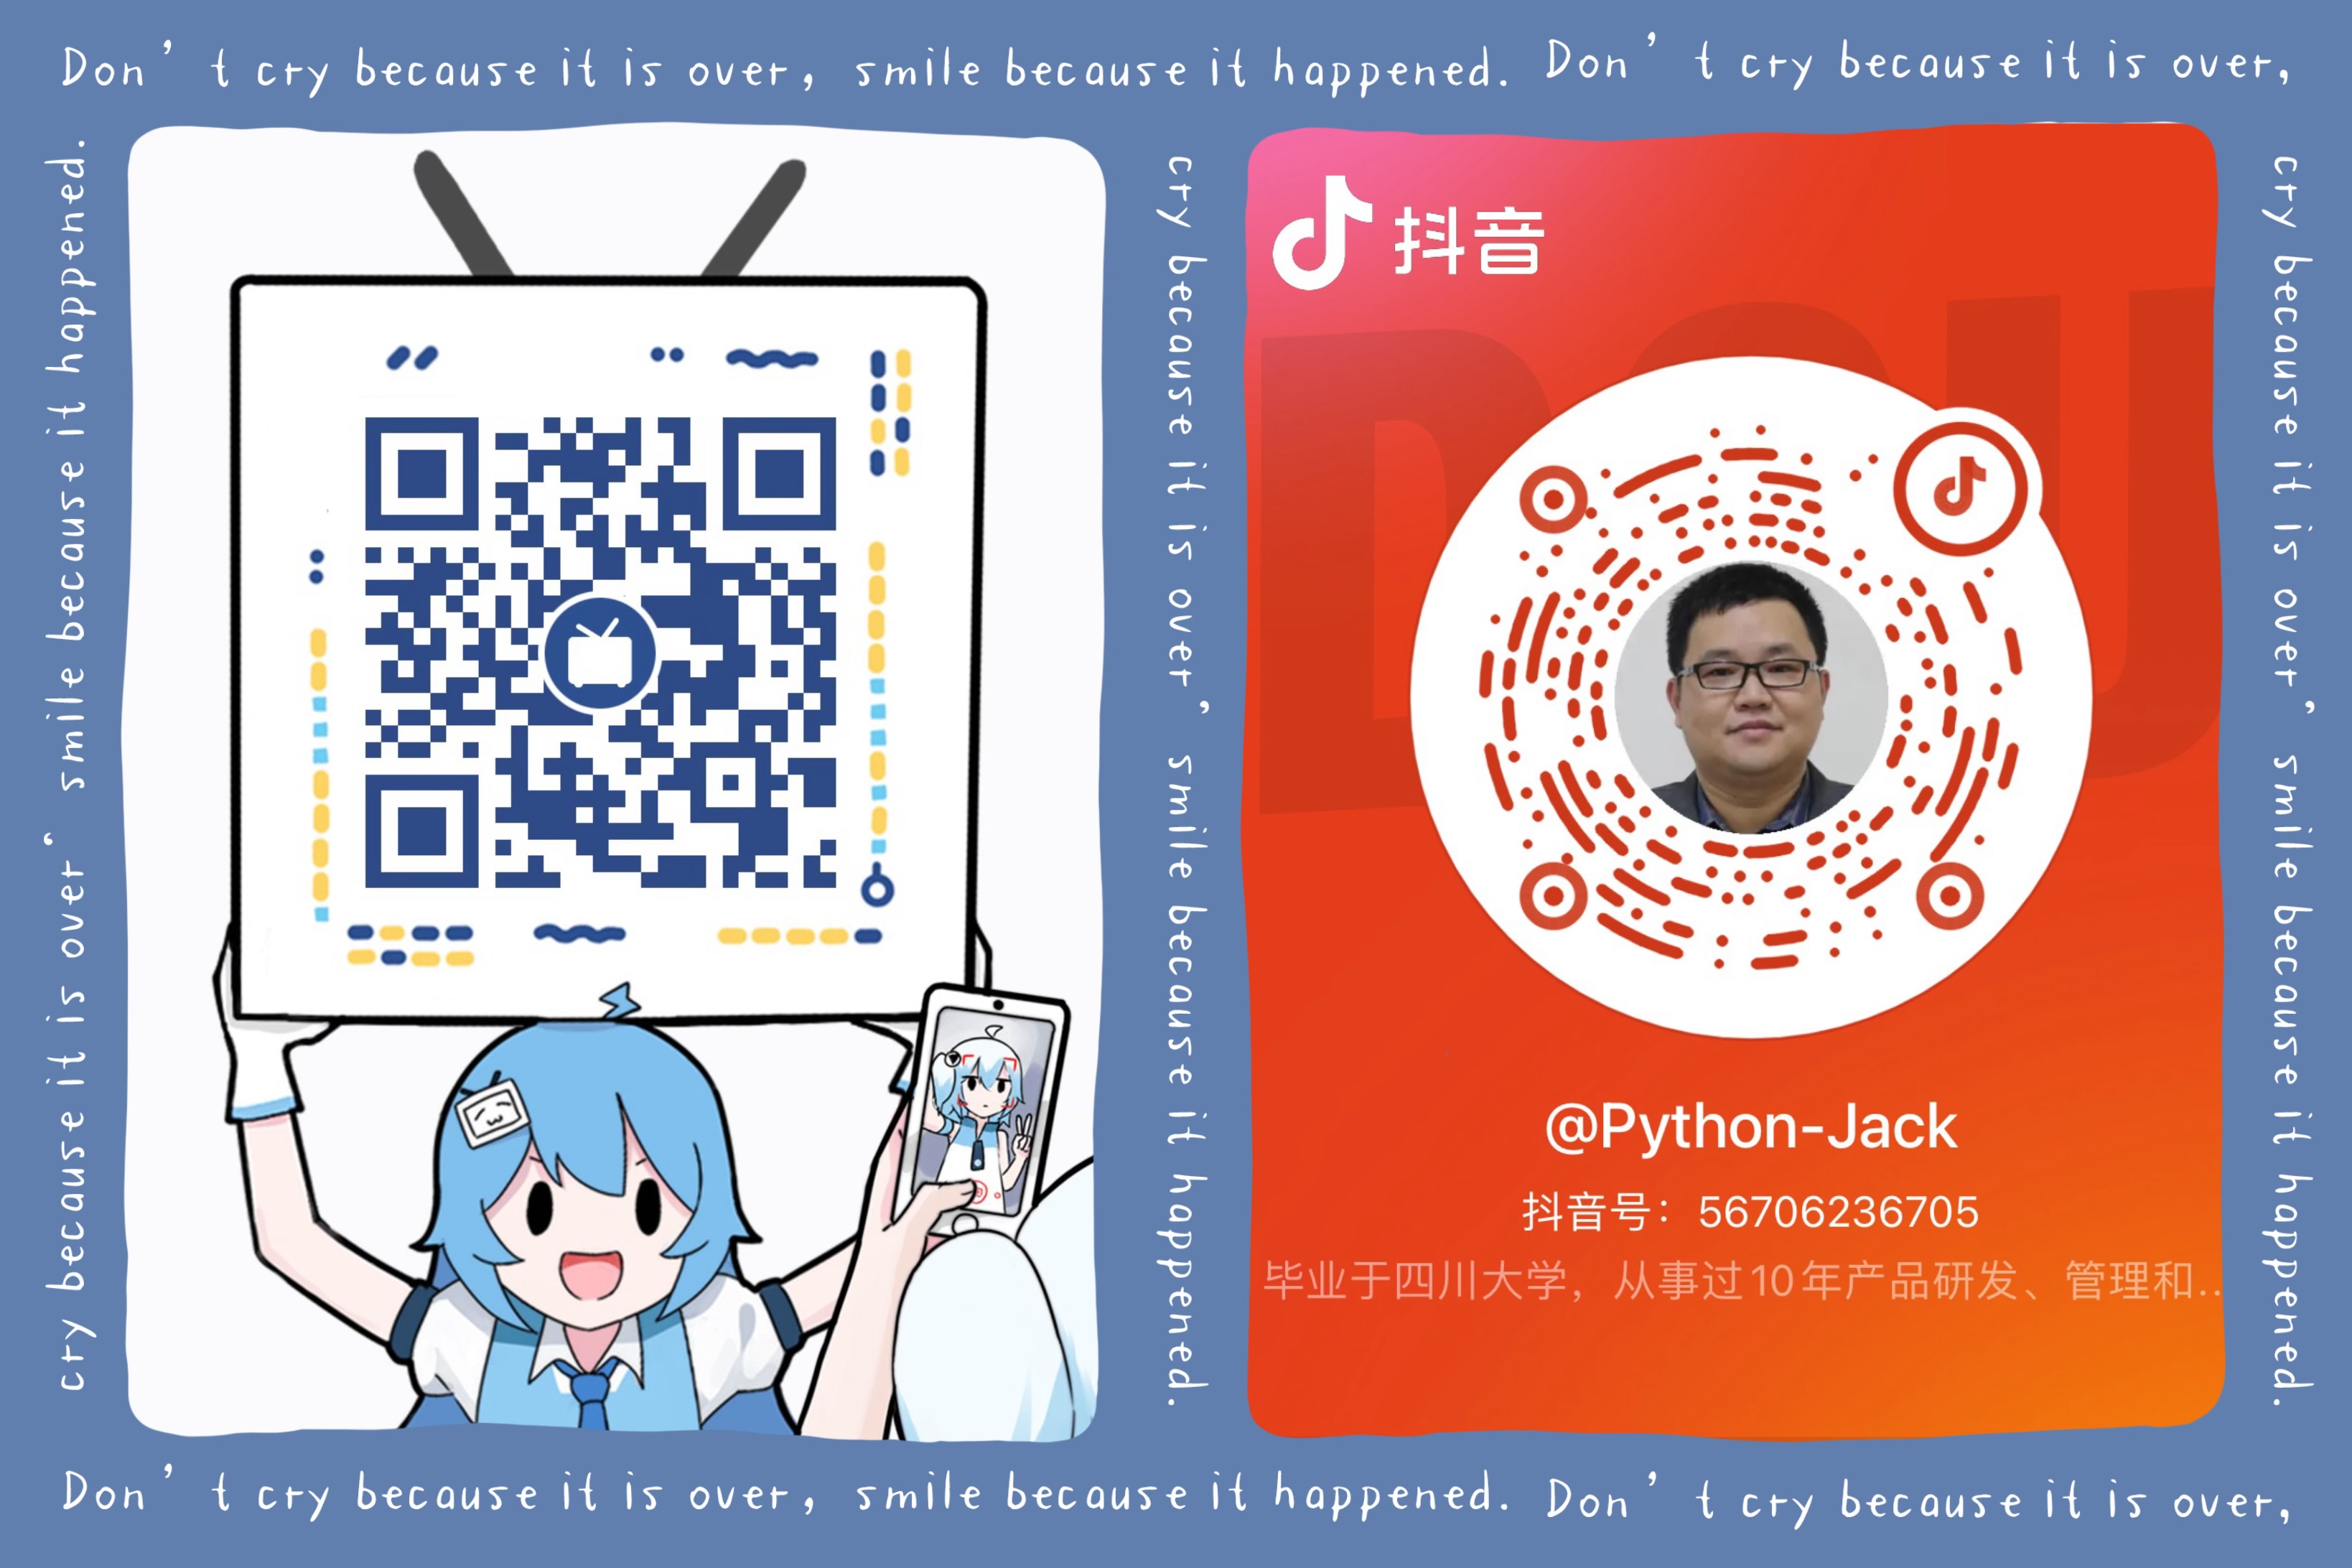 Don't cry because it is over, smile because it happened. Don't cry because it is over,
cry because it is over, smile because it happened.
cry because it is over, smile because it happened.
抖音
DOU
@Python-Jack
抖音号：56706236705
毕业于四川大学，从事过10年产品研发、管理和..
cry because it is over, smile because it happened.
Don't cry because it is over, smile because it happened. Don't cry because it is over,